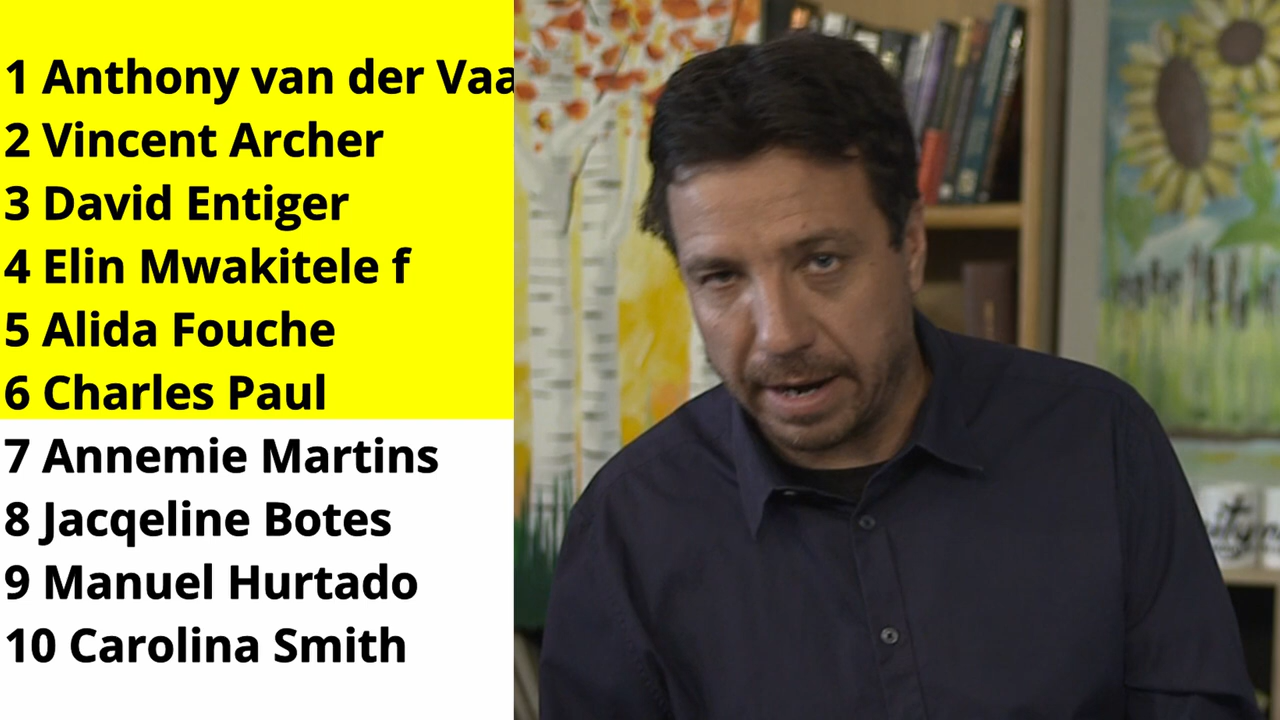 1 Anthony van der Vaa
2 Vincent Archer
3 David Entiger
4 Elin Mwakitele f
5 Alida Fouche
6 Charles Paul
7 Annemie Martins
8 Jacqeline Botes
9 Manuel Hurtado
10 Carolina Smith